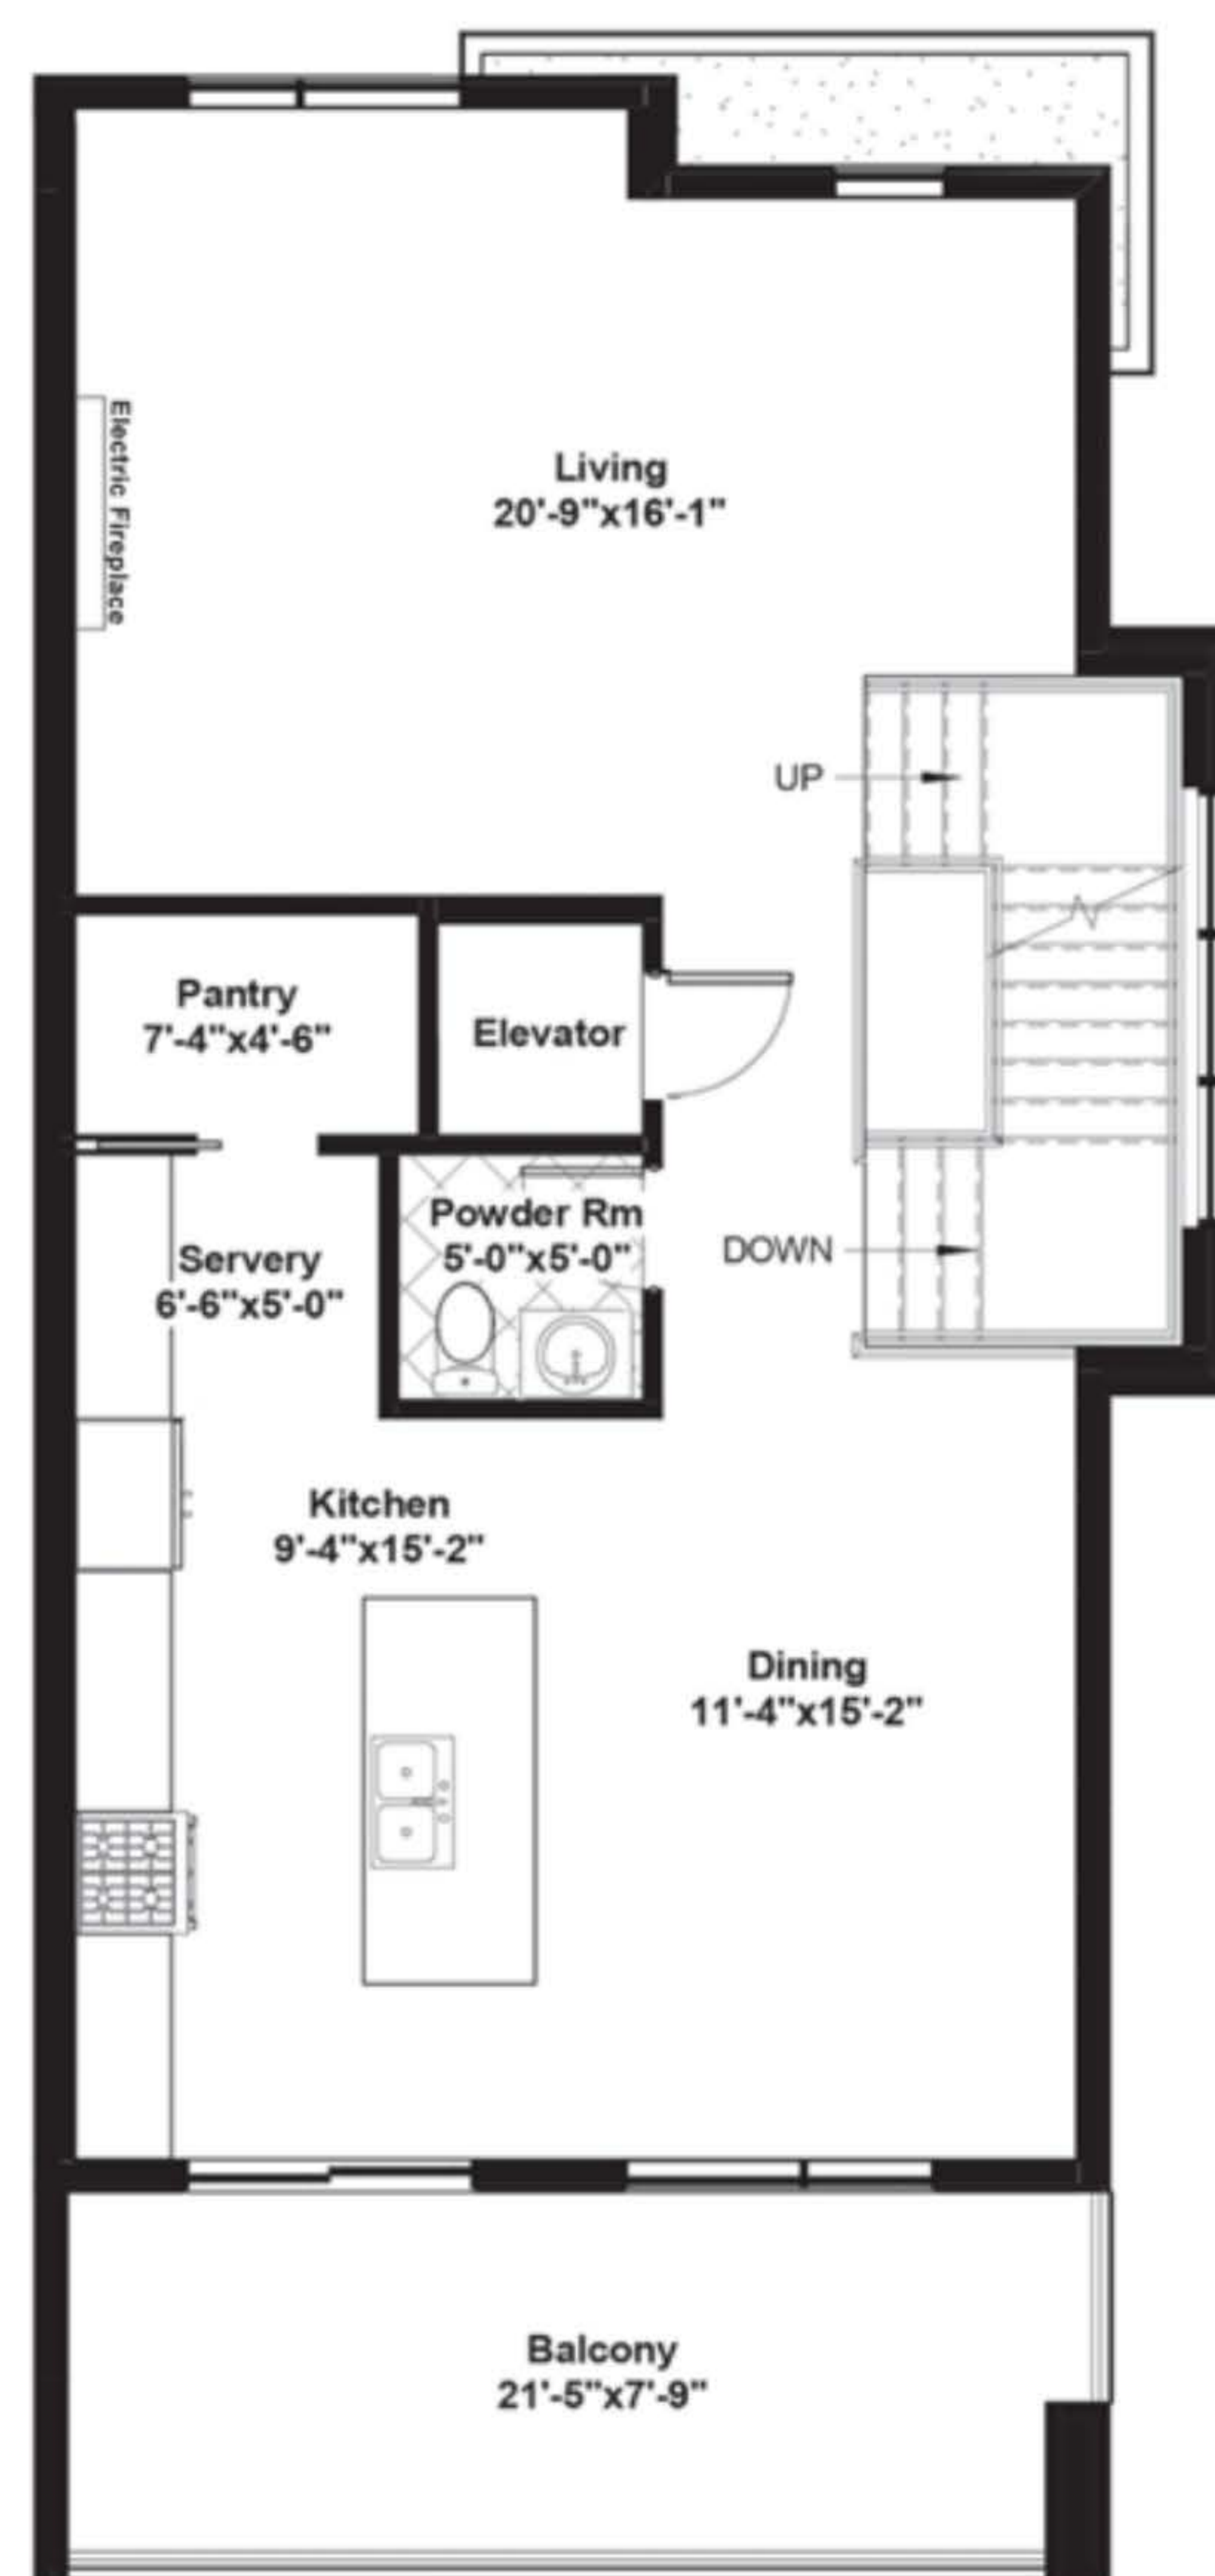 Living
20'-9"x16'-1"
Electric Fireplace
UP
Pantry
7'-4"x4'-6"
Elevator
Powder Rm
5'-0"x5'-0"
Servery
6'-6"x5'-0"
DOWN
Kitchen
9'-4"x15'-2"
Dining
11'-4"x15'-2"
Balcony
21'-5"x7'-9"